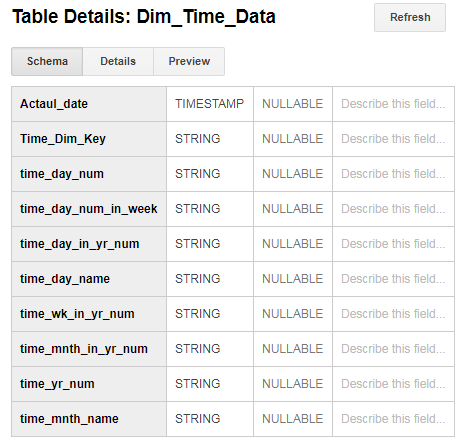 Table Details: Dim_Time_Data
Refresh
Schema Details Preview
Actaul_date TIMESTAMP NULLABLE Describe this field...
Time_Dim_Key STRING NULLABLE Describe this field...
time_day_num STRING NULLABLE Describe this field...
time_day_num_in_week STRING NULLABLE Describe this field...
time_day_in_yr_num STRING NULLABLE Describe this field...
time_day_name STRING NULLABLE Describe this field...
time_wk_in_yr_num STRING NULLABLE Describe this field...
time_mnth_in_yr_num STRING NULLABLE Describe this field...
time_yr_num STRING NULLABLE Describe this field...
time_mnth_name STRING NULLABLE Describe this field...